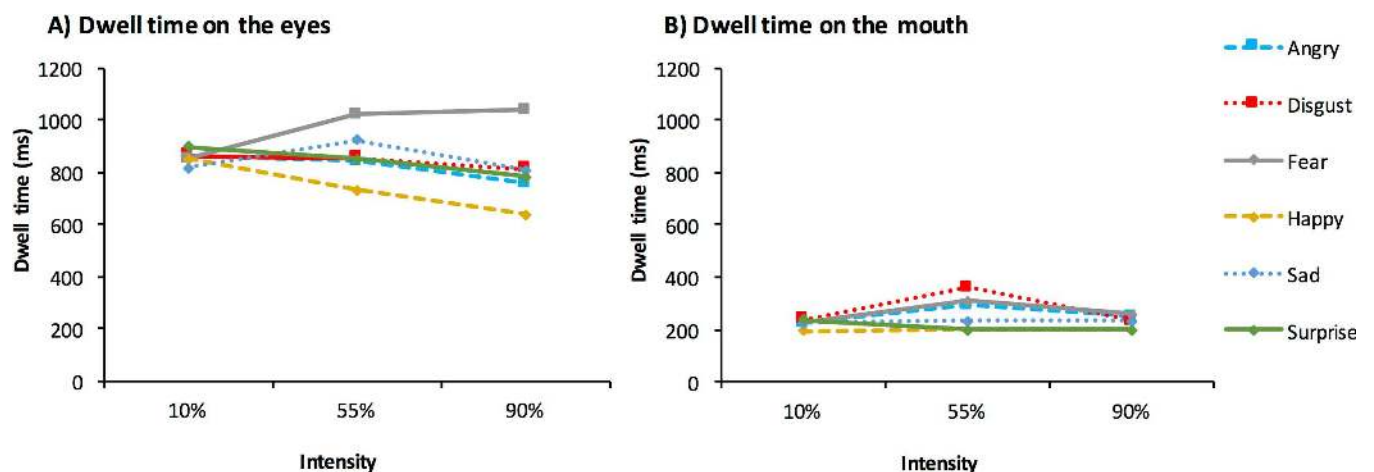 A) Dwell time on the eyes
1200
1000
800
600
400
200
0
Dwell time (ms)
10%
55%
90%
Intensity
B) Dwell time on the mouth
1200
1000
800
600
400
200
0
Dwell time (ms)
10%
55%
90%
Intensity
Angry
Disgust
Fear
Happy
Sad
Surprise